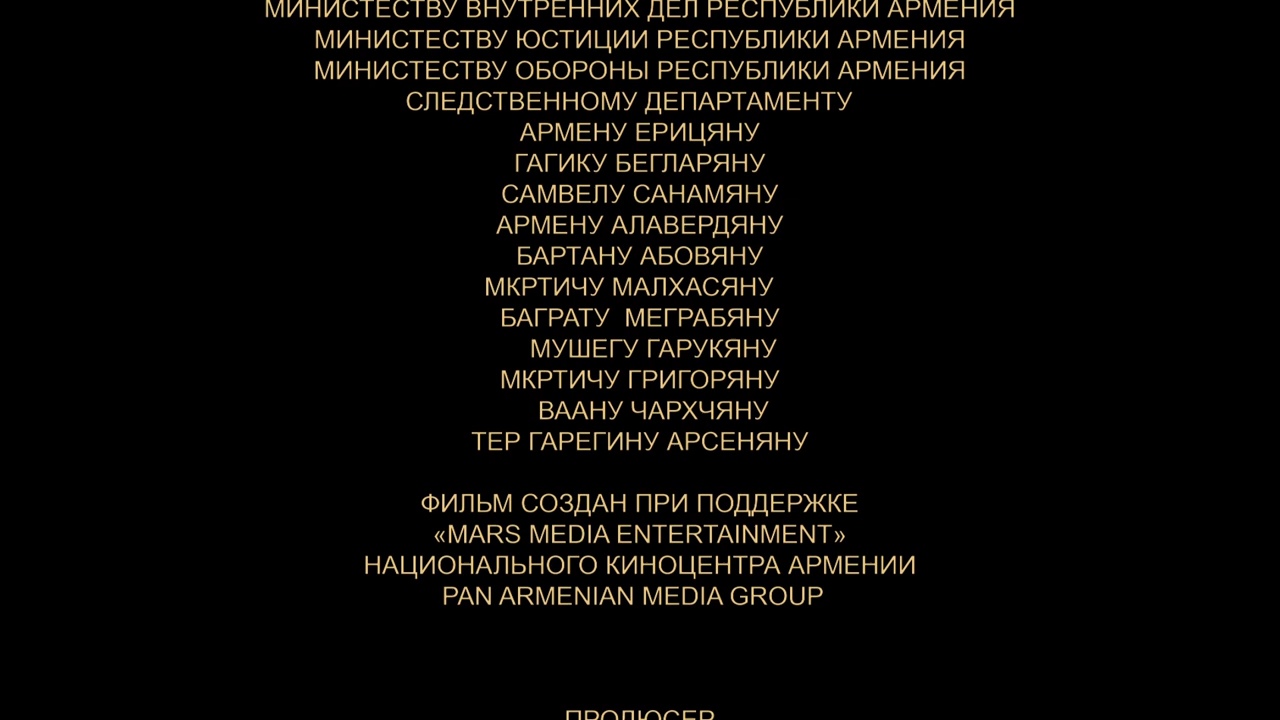 МИНИСТЕСТВУ ВНУТРЕННИХ ДЕЛ РЕСПУБЛИКИ АРМЕНИЯ
МИНИСТЕСТВУ ЮСТИЦИИ РЕСПУБЛИКИ АРМЕНИЯ
МИНИСТЕСТВУ ОБОРОНЫ РЕСПУБЛИКИ АРМЕНИЯ
СЛЕДСТВЕННОМУ ДЕПАРТАМЕНТУ
АРМЕНУ ЕРИЦЯНУ
ГАГИКУ БЕГЛАРЯНУ
САМВЕЛУ САНАМЯНУ
АРМЕНУ АЛАВЕРДЯНУ
БАРТАНУ АБОВЯНУ
МКРТИЧУ МАЛХАСЯНУ
БАГРАТУ МЕГРАБЯНУ
МУШЕГУ ГАРУКЯНУ
МКРТИЧУ ГРИГОРЯНУ
ВААНУ ЧАРХЧЯНУ
ТЕР ГАРЕГИНУ АРСЕНЯНУ
ФИЛЬМ СОЗДАН ПРИ ПОДДЕРЖКЕ
«MARS MEDIA ENTERTAINMENT»
НАЦИОНАЛЬНОГО КИНОЦЕНТРА АРМЕНИИ
PAN ARMENIAN MEDIA GROUP
ПРОДЮСЕР